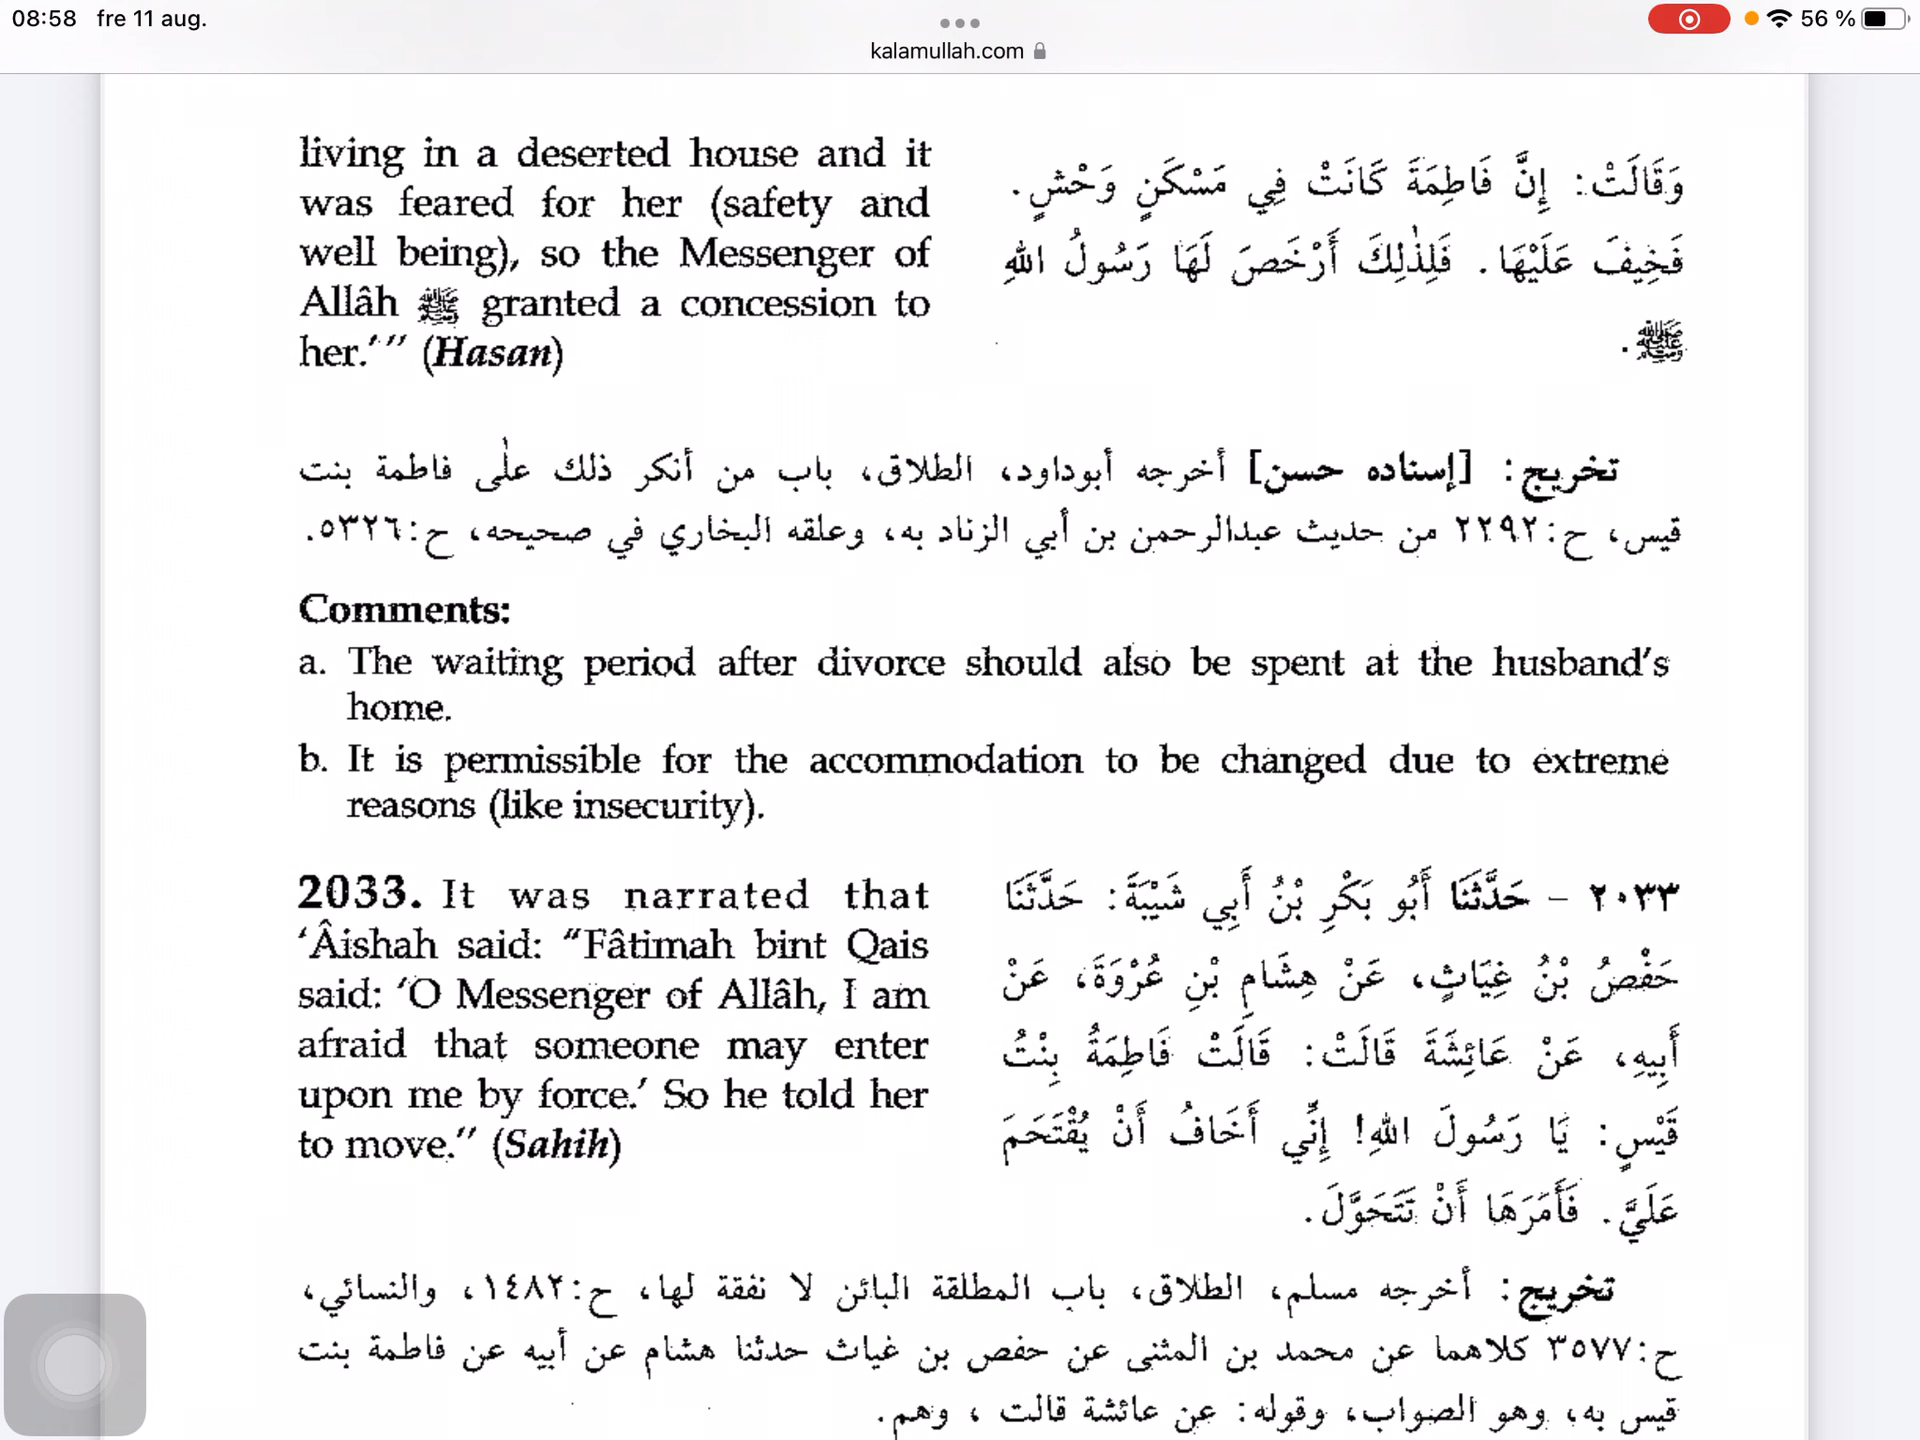 08:58 fre 11 aug.
56 %
kalamullah.com
living in a deserted house and it
was feared for her (safety and
well being), so the Messenger of
Allâh ﷺ granted a concession to
her.’” (Hasan)
وَقَالَتْ: إِنَّ فَاطِمَةَ كَانَتْ فِي مَسْكَنٍ وَحْشٍ.
فَخِيفَ عَلَيْهَا. فَلِذٰلِكَ أَرْخَصَ لَهَا رَسُولُ اللهِ
ﷺ.
تخريج: [إسناده حسن] أخرجه أبوداود، الطلاق، باب من أنكر ذلك علٰى فاطمة بنت
قيس، ح:٢٢٩٢ من حديث عبدالرحمن بن أبي الزناد به، وعلقه البخاري في صحيحه، ح:٥٣٢٦.
Comments:
a. The waiting period after divorce should also be spent at the husband’s
home.
b. It is permissible for the accommodation to be changed due to extreme
reasons (like insecurity).
2033. It was narrated that
‘Âishah said: “Fâtimah bint Qais
said: ‘O Messenger of Allâh, I am
afraid that someone may enter
upon me by force.’ So he told her
to move.” (Sahih)
٢٠٣٣ – حَدَّثَنَا أَبُو بَكْرِ بْنُ أَبِي شَيْبَةَ: حَدَّثَنَا
حَفْصُ بْنُ غِيَاثٍ، عَنْ هِشَامِ بْنِ عُرْوَةَ، عَنْ
أَبِيهِ، عَنْ عَائِشَةَ قَالَتْ: قَالَتْ فَاطِمَةُ بِنْتُ
قَيْسٍ: يَا رَسُولَ اللهِ! إِنِّي أَخَافُ أَنْ يُقْتَحَمَ
عَلَيَّ. فَأَمَرَهَا أَنْ تَتَحَوَّلَ.
تخريج: أخرجه مسلم، الطلاق، باب المطلقة البائن لا نفقة لها، ح:١٤٨٢، والنسائي،
ح:٣٥٧٧ كلاهما عن محمد بن المثنى عن حفص بن غياث حدثنا هشام عن أبيه عن فاطمة بنت
قيس به، وهو الصواب، وقوله: عن عائشة قالت ، وهم.